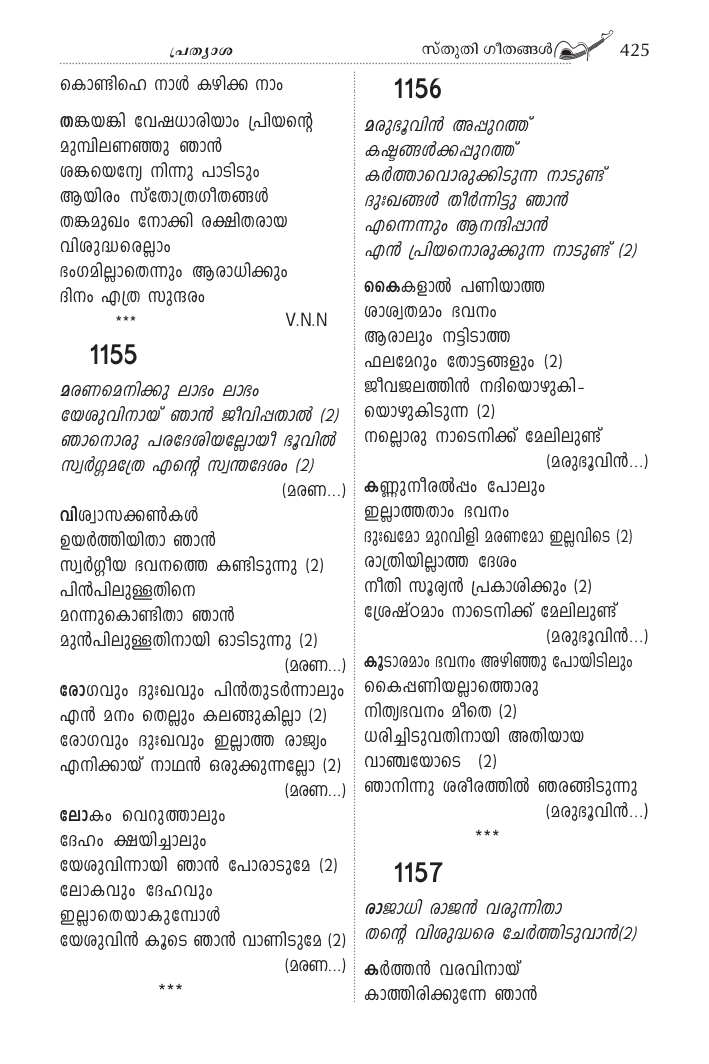 പ്രത്യാശ
സ്തുതി ഗീതങ്ങൾ 425
കൊണ്ടിഹെ നാൾ കഴിക്ക നാം
തങ്കയങ്കി വേഷധാരിയാം പ്രിയന്റെ
മുമ്പിലണഞ്ഞു ഞാൻ
ശങ്കയെന്യേ നിന്നു പാടിടും
ആയിരം സ്തോത്രഗീതങ്ങൾ
തങ്കമുഖം നോക്കി രക്ഷിതരായ
വിശുദ്ധരെല്ലാം
ഭംഗമില്ലാതെന്നും ആരാധിക്കും
ദിനം എത്ര സുന്ദരം
*** V.N.N
1155
മരണമെനിക്കു ലാഭം ലാഭം
യേശുവിനായ് ഞാൻ ജീവിപ്പതാൽ (2)
ഞാനൊരു പരദേശിയല്ലോയീ ഭൂവിൽ
സ്വർഗ്ഗമത്രേ എന്റെ സ്വന്തദേശം (2)
(മരണ...)
വിശ്വാസക്കൺകൾ
ഉയർത്തിയിതാ ഞാൻ
സ്വർഗ്ഗീയ ഭവനത്തെ കണ്ടിടുന്നു (2)
പിൻപിലുള്ളതിനെ
മറന്നുകൊണ്ടിതാ ഞാൻ
മുൻപിലുള്ളതിനായി ഓടിടുന്നു (2)
(മരണ...)
രോഗവും ദുഃഖവും പിൻതുടർന്നാലും
എൻ മനം തെല്ലും കലങ്ങുകില്ലാ (2)
രോഗവും ദുഃഖവും ഇല്ലാത്ത രാജ്യം
എനിക്കായ് നാഥൻ ഒരുക്കുന്നല്ലോ (2)
(മരണ...)
ലോകം വെറുത്താലും
ദേഹം ക്ഷയിച്ചാലും
യേശുവിന്നായി ഞാൻ പോരാടുമേ (2)
ലോകവും ദേഹവും
ഇല്ലാതെയാകുമ്പോൾ
യേശുവിൻ കൂടെ ഞാൻ വാണിടുമേ (2)
(മരണ...)
***
1156
മരുഭൂവിൻ അപ്പുറത്ത്
കഷ്ടങ്ങൾക്കപ്പുറത്ത്
കർത്താവൊരുക്കിടുന്ന നാടുണ്ട്
ദുഃഖങ്ങൾ തീർന്നിട്ടു ഞാൻ
എന്നെന്നും ആനന്ദിപ്പാൻ
എൻ പ്രിയനൊരുക്കുന്ന നാടുണ്ട് (2)
കൈകളാൽ പണിയാത്ത
ശാശ്വതമാം ഭവനം
ആരാലും നട്ടിടാത്ത
ഫലമേറും തോട്ടങ്ങളും (2)
ജീവജലത്തിൻ നദിയൊഴുകി-
യൊഴുകിടുന്ന (2)
നല്ലൊരു നാടെനിക്ക് മേലിലുണ്ട്
(മരുഭൂവിൻ...)
കണ്ണുനീരൽപ്പം പോലും
ഇല്ലാത്തതാം ഭവനം
ദുഃഖമോ മുറവിളി മരണമോ ഇല്ലവിടെ (2)
രാത്രിയില്ലാത്ത ദേശം
നീതി സൂര്യൻ പ്രകാശിക്കും (2)
ശ്രേഷ്ഠമാം നാടെനിക്ക് മേലിലുണ്ട്
(മരുഭൂവിൻ...)
കൂടാരമാം ഭവനം അഴിഞ്ഞു പോയിടിലും
കൈപ്പണിയല്ലാത്തൊരു
നിത്യഭവനം മീതെ (2)
ധരിച്ചിടുവതിനായി അതിയായ
വാഞ്ചയോടെ (2)
ഞാനിന്നു ശരീരത്തിൽ ഞരങ്ങിടുന്നു
(മരുഭൂവിൻ...)
***
1157
രാജാധി രാജൻ വരുന്നിതാ
തന്റെ വിശുദ്ധരെ ചേർത്തിടുവാൻ(2)
കർത്തൻ വരവിനായ്
കാത്തിരിക്കുന്നേ ഞാൻ